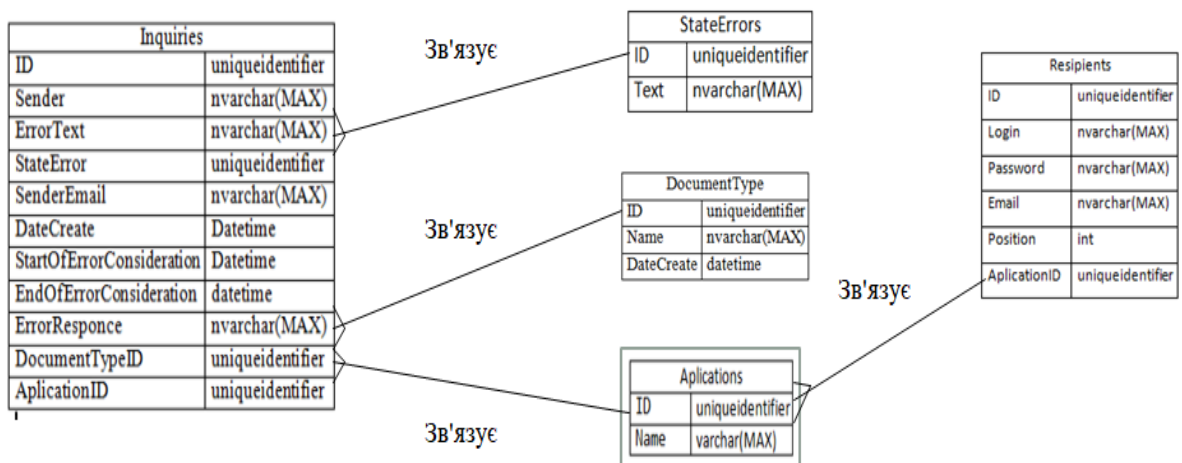 Inquiries
ID uniqueidentifier
Sender nvarchar(MAX)
ErrorText nvarchar(MAX)
StateError uniqueidentifier
SenderEmail nvarchar(MAX)
DateCreate Datetime
StartOfErrorConsideration Datetime
EndOfErrorConsideration datetime
ErrorResponce nvarchar(MAX)
DocumentTypeID uniqueidentifier
AplicationID uniqueidentifier
Зв'язує
Зв'язує
Зв'язує
StateErrors
ID uniqueidentifier
Text nvarchar(MAX)
DocumentType
ID uniqueidentifier
Name nvarchar(MAX)
DateCreate datetime
Aplications
ID uniqueidentifier
Name varchar(MAX)
Зв'язує
Resipients
ID uniqueidentifier
Login nvarchar(MAX)
Password nvarchar(MAX)
Email nvarchar(MAX)
Position int
AplicationID uniqueidentifier